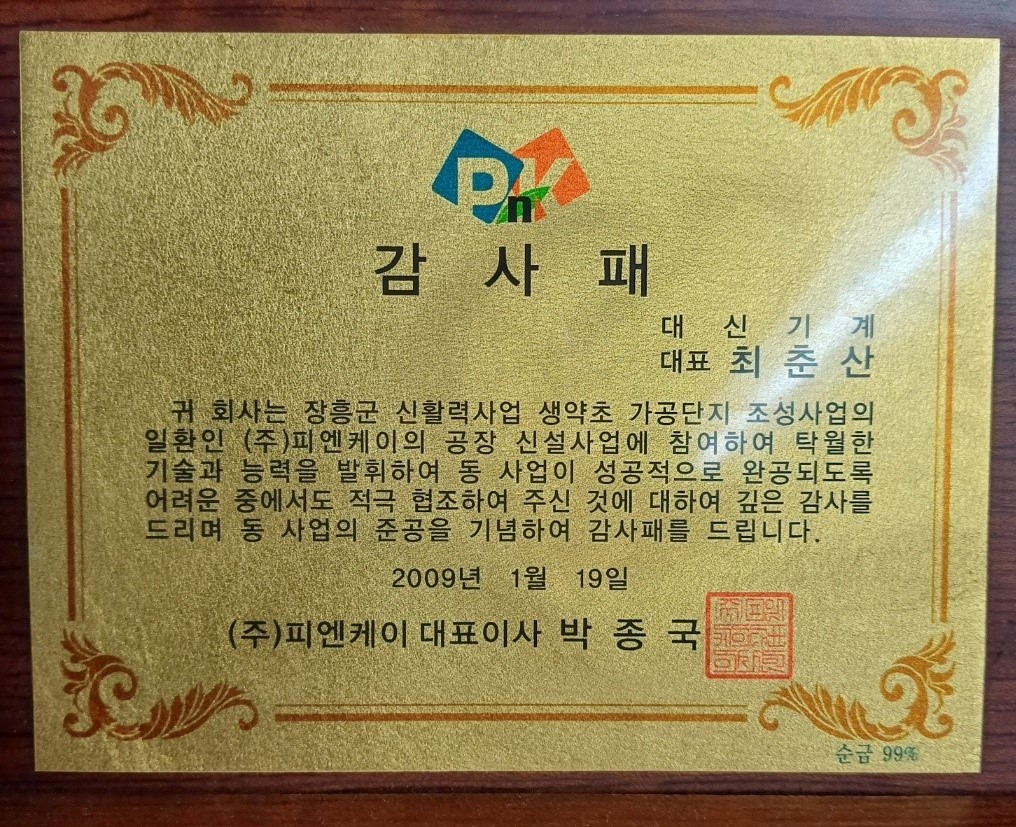 PnK
감 사 패
대 신 기 계
대표 최 춘 산
귀 회사는 장흥군 신활력사업 생약초 가공단지 조성사업의
일환인 (주)피엔케이의 공장 신설사업에 참여하여 탁월한
기술과 능력을 발휘하여 동 사업이 성공적으로 완공되도록
어려운 중에서도 적극 협조하여 주신 것에 대하여 깊은 감사를
드리며 동 사업의 준공을 기념하여 감사패를 드립니다.
2009년 1월 19일
(주)피엔케이 대표이사 박 종 국
순금 99%